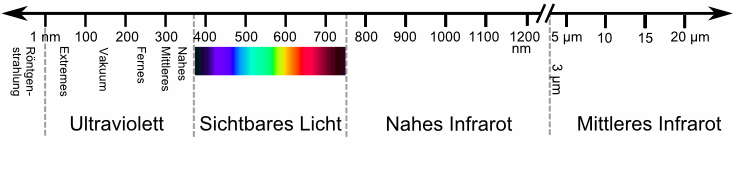 1 nm 100 200 300 400 500 600 700 800 900 1000 1100 1200 nm 5 µm 10 15 20 µm
Röntgen-
strahlung
Extremes
Vakuum
Fernes
Mittleres
Nahes
3 µm
Ultraviolett Sichtbares Licht Nahes Infrarot Mittleres Infrarot